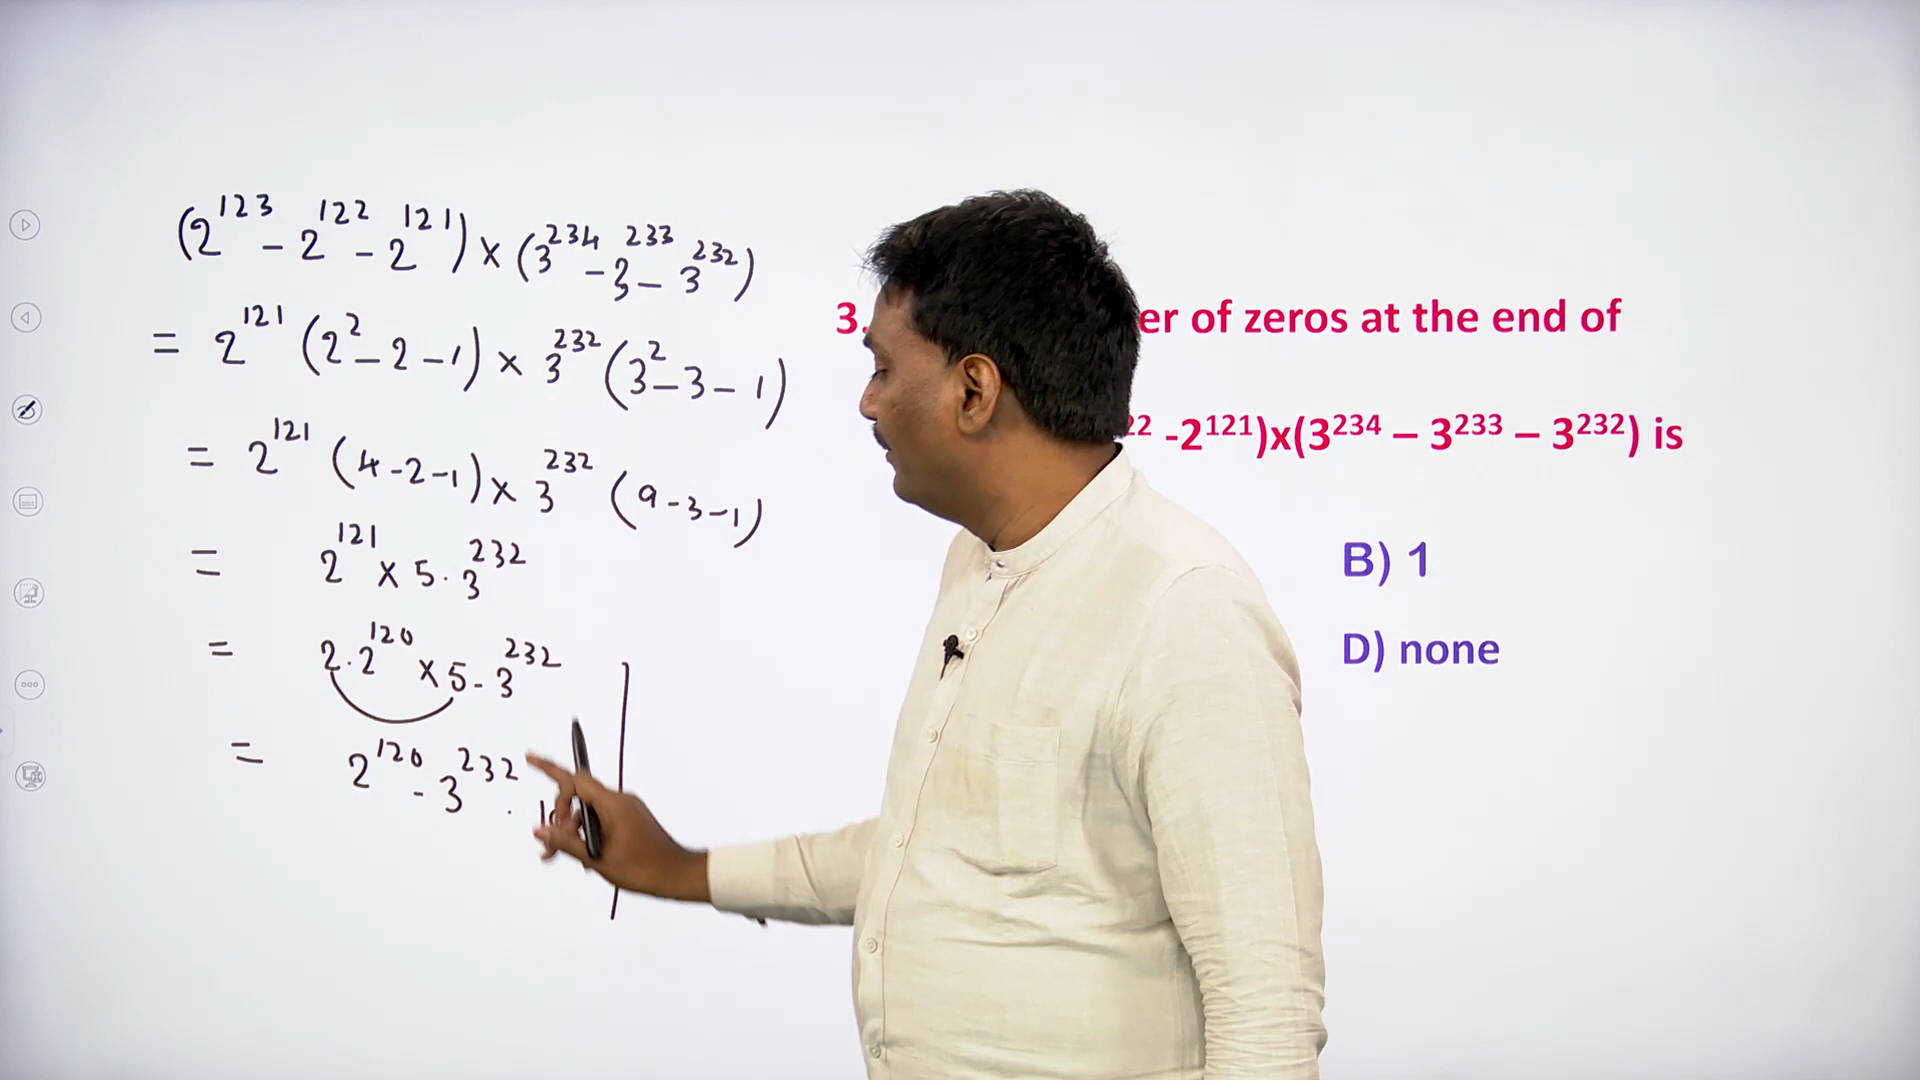 (2^123 - 2^122 - 2^121) x (3^234 - 3^233 - 3^232)
= 2^121 (2^2 - 2 - 1) x 3^232 (3^2 - 3 - 1)
= 2^121 (4 - 2 - 1) x 3^232 (9 - 3 - 1)
= 2^121 x 5 . 3^232
= 2 . 2^120 x 5 - 3^232
= 2^120 - 3^232 .
3.
of zeros at the end of
-2^121)x(3^234 – 3^233 – 3^232) is
B) 1
D) none